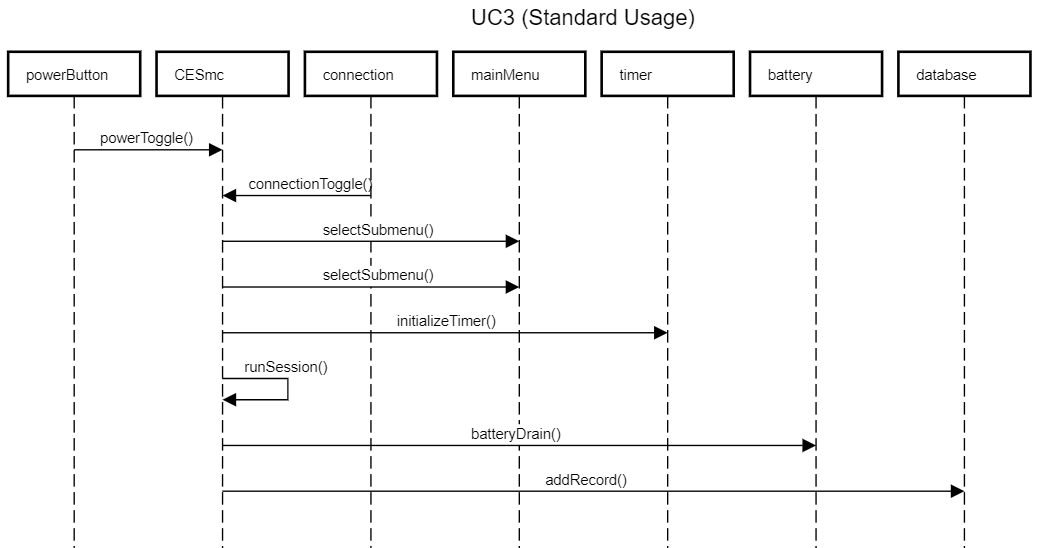 UC3 (Standard Usage)
powerButton
CESmc
connection
mainMenu
timer
battery
database
powerToggle()
connectionToggle()
selectSubmenu()
selectSubmenu()
initializeTimer()
runSession()
batteryDrain()
addRecord()